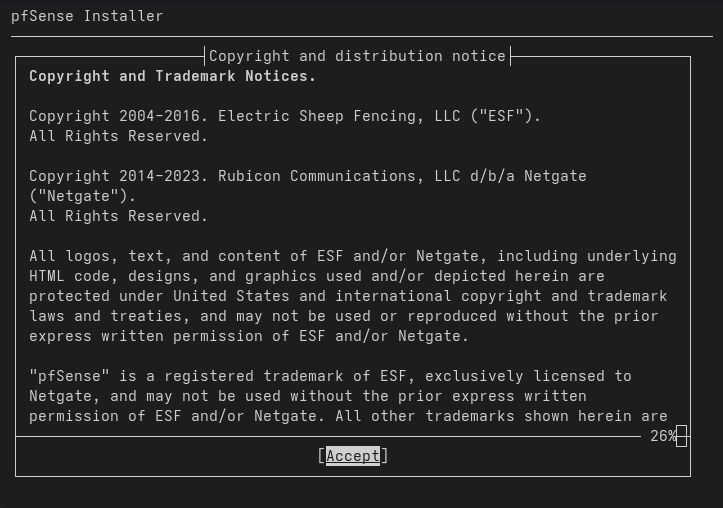 pfSense Installer
Copyright and distribution notice
Copyright and Trademark Notices.
Copyright 2004-2016. Electric Sheep Fencing, LLC ("ESF").
All Rights Reserved.
Copyright 2014-2023. Rubicon Communications, LLC d/b/a Netgate
("Netgate").
All Rights Reserved.
All logos, text, and content of ESF and/or Netgate, including underlying
HTML code, designs, and graphics used and/or depicted herein are
protected under United States and international copyright and trademark
laws and treaties, and may not be used or reproduced without the prior
express written permission of ESF and/or Netgate.
"pfSense" is a registered trademark of ESF, exclusively licensed to
Netgate, and may not be used without the prior express written
permission of ESF and/or Netgate. All other trademarks shown herein are
26%
[Accept]